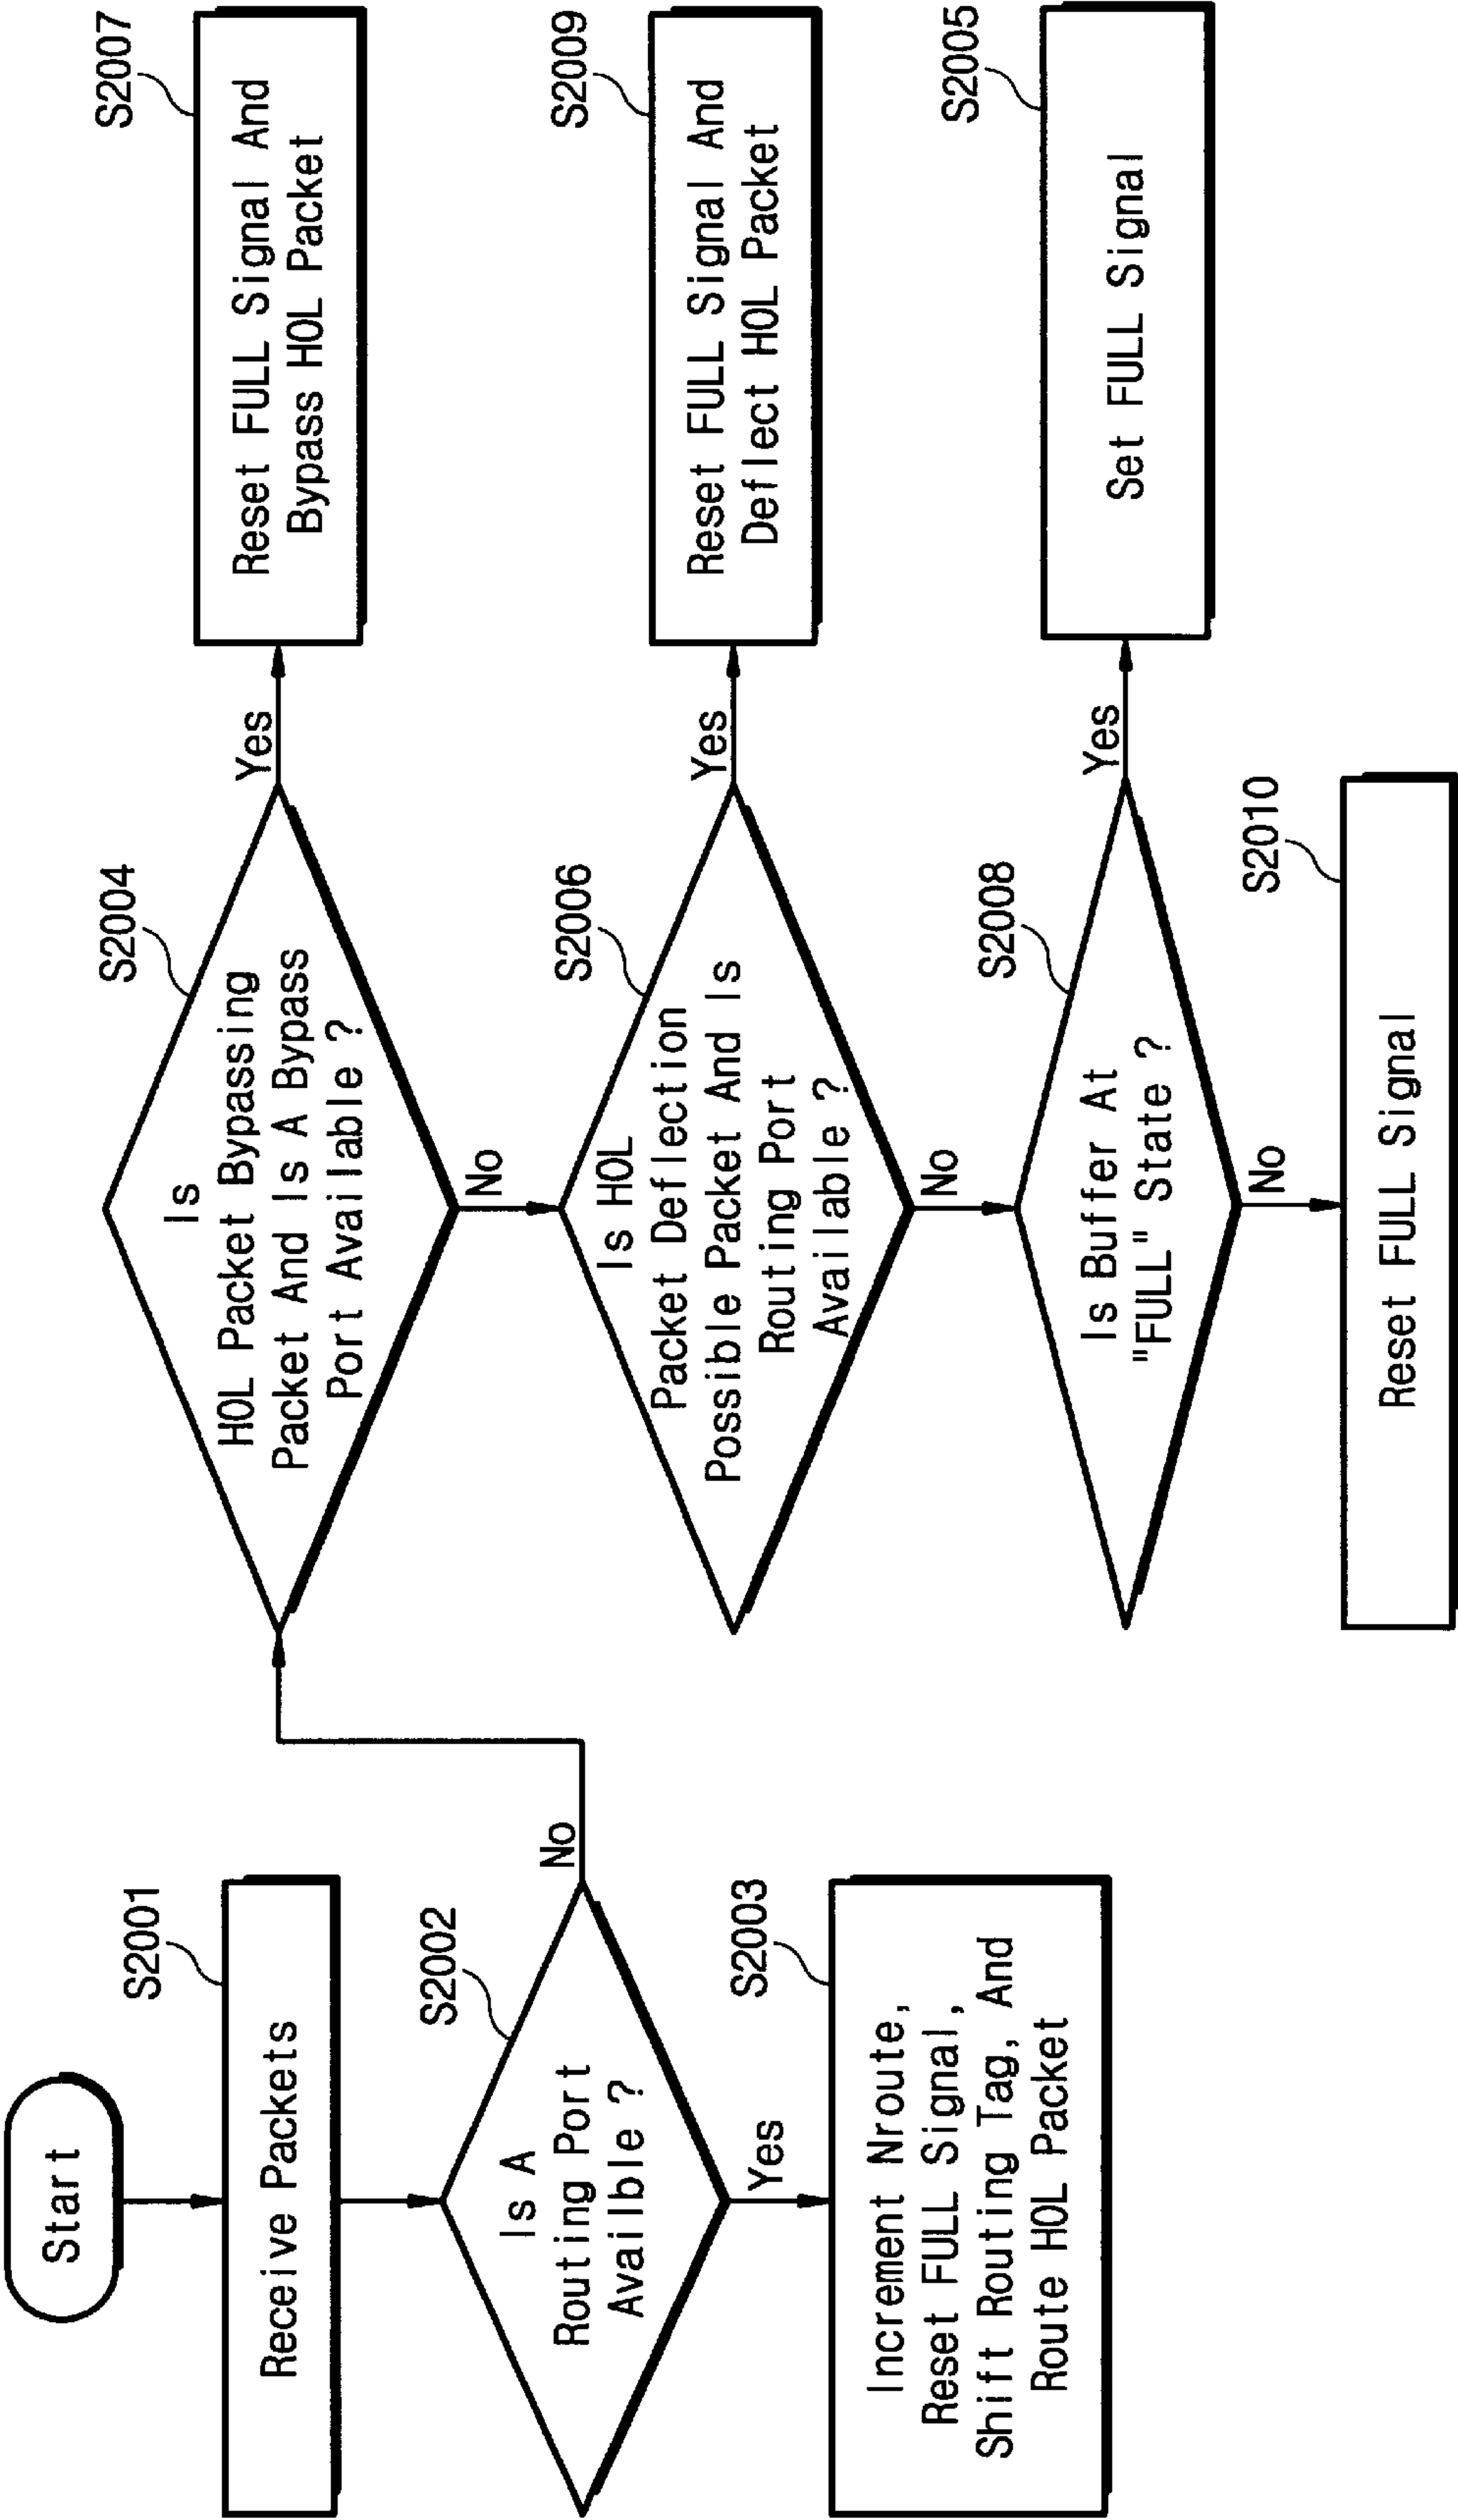 Start
S2001
Receive Packets
S2002
Is A
Routing Port
Available ?
No
Yes
S2003
Increment Nroute,
Reset FULL Signal,
Shift Routing Tag, And
Route HOL Packet
S2004
Is
HOL Packet Bypassing
Packet And Is A Bypass
Port Available ?
Yes
No
S2007
Reset FULL Signal And
Bypass HOL Packet
S2006
Is HOL
Packet Deflection
Possible Packet And Is
Routing Port
Available ?
Yes
No
S2009
Reset FULL Signal And
Deflect HOL Packet
S2008
Is Buffer At
"FULL" State ?
Yes
No
S2005
Set FULL Signal
S2010
Reset FULL Signal